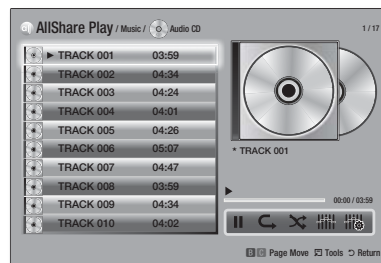 AllShare Play / Music / Audio CD 1 / 17
TRACK 001 03:59
TRACK 002 04:34
TRACK 003 04:24
TRACK 004 04:01
TRACK 005 04:26
TRACK 006 05:07
TRACK 007 04:47
TRACK 008 03:59
TRACK 009 04:34
TRACK 010 04:02
* TRACK 001
00:00 / 03:59
B C Page Move Tools Return